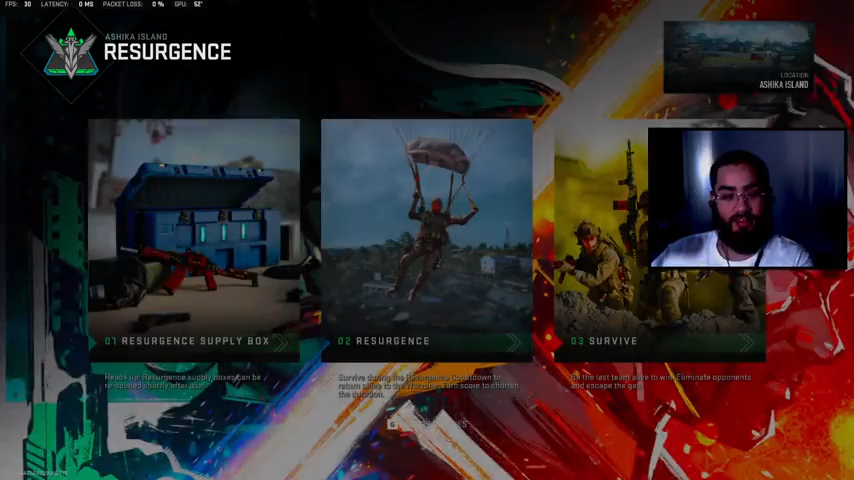 FPS: 30 LATENCY: 0 MS PACKET LOSS: 0 % GPU: 52°
ASHIKA ISLAND
RESURGENCE
LOCATION
ASHIKA ISLAND
01 RESURGENCE SUPPLY BOX
Heads up! Resurgence supply boxes can be
re-opened shortly after use.
02 RESURGENCE
Survive during the Resurgence Countdown to
return allies to the Warzone. Earn score to shorten
the duration.
03 SURVIVE
Be the last team alive to win. Eliminate opponents
and escape the gas.
G